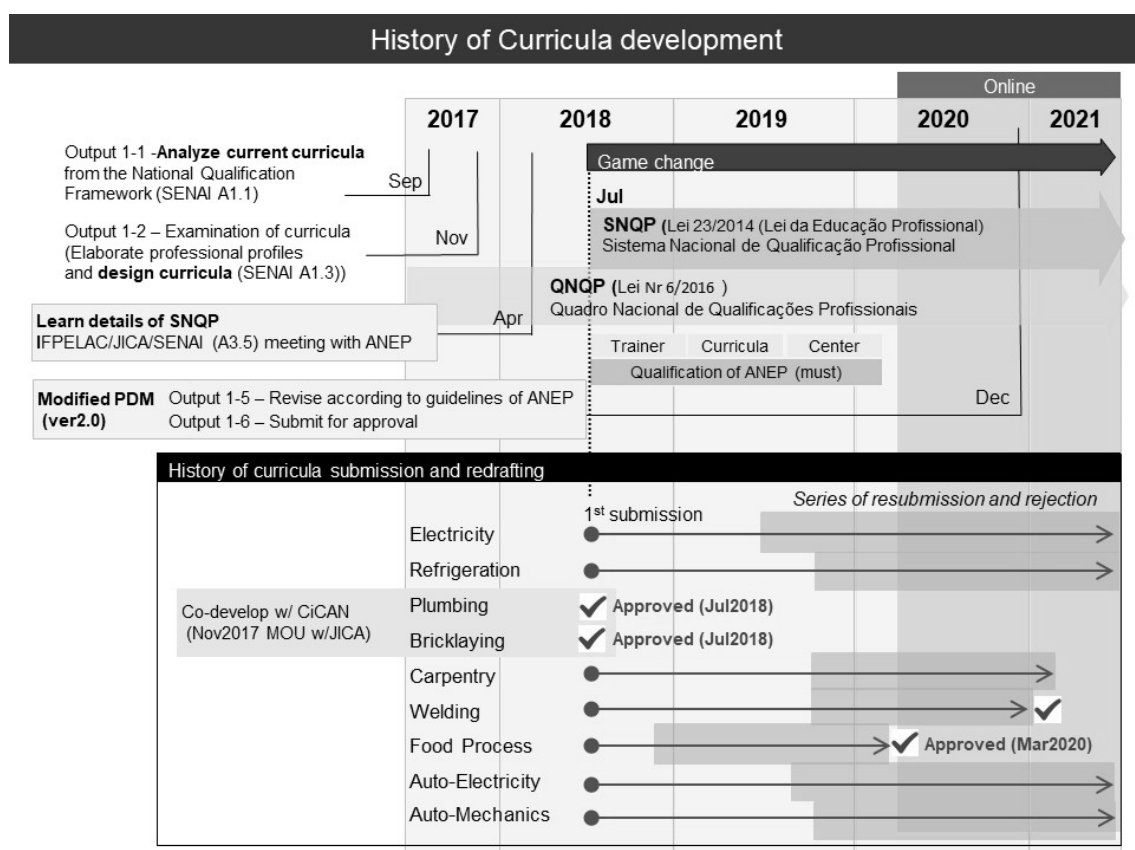 History of Curricula development
Online
2017
2018
2019
2020
2021
Output 1-1 -Analyze current curricula
from the National Qualification
Framework (SENAI A1.1)
Sep
Game change
Jul
Output 1-2 – Examination of curricula
(Elaborate professional profiles
and design curricula (SENAI A1.3))
Nov
SNQP (Lei 23/2014 (Lei da Educação Profissional)
Sistema Nacional de Qualificação Profissional
QNQP (Lei Nr 6/2016 )
Quadro Nacional de Qualificações Profissionais
Learn details of SNQP
IFPELAC/JICA/SENAI (A3.5) meeting with ANEP
Apr
Trainer
Curricula
Center
Qualification of ANEP (must)
Modified PDM
(ver2.0)
Output 1-5 – Revise according to guidelines of ANEP
Output 1-6 – Submit for approval
Dec
History of curricula submission and redrafting
Series of resubmission and rejection
1st submission
Electricity
Refrigeration
Co-develop w/ CiCAN
(Nov2017 MOU w/JICA)
Plumbing
Approved (Jul2018)
Bricklaying
Approved (Jul2018)
Carpentry
Welding
Food Process
Approved (Mar2020)
Auto-Electricity
Auto-Mechanics